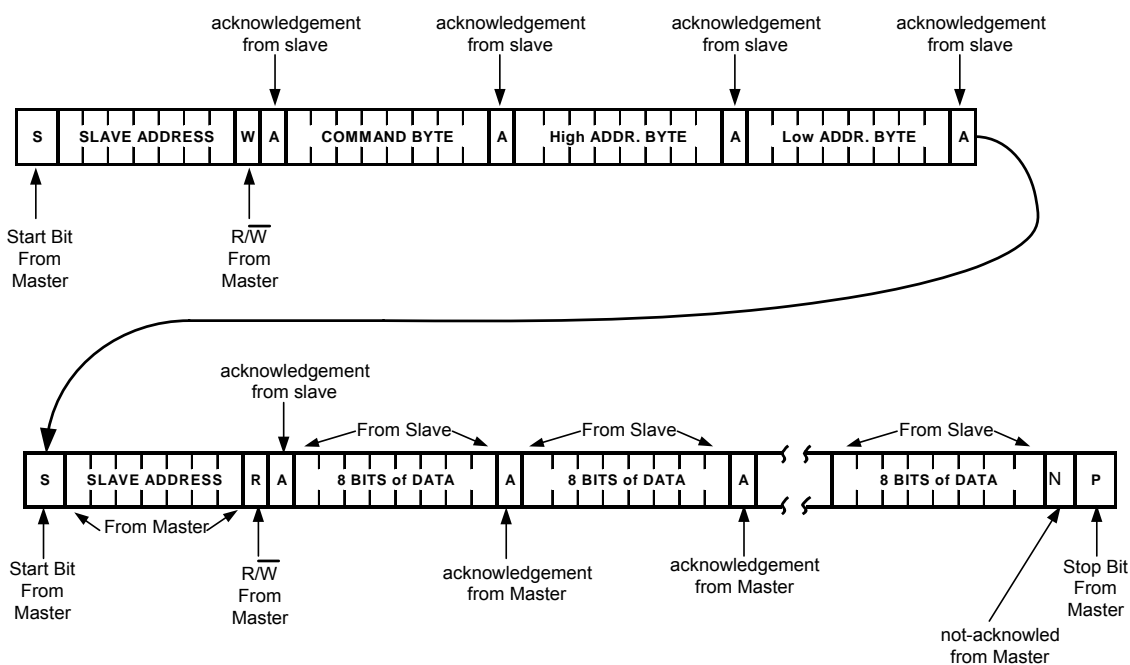 acknowledgement
from slave
acknowledgement
from slave
acknowledgement
from slave
acknowledgement
from slave
S SLAVE ADDRESS W A COMMAND BYTE A High ADDR. BYTE A Low ADDR. BYTE A
Start Bit
From
Master
R/W̅
From
Master
acknowledgement
from slave
From Slave
From Slave
From Slave
S SLAVE ADDRESS R A 8 BITS of DATA A 8 BITS of DATA A 8 BITS of DATA N P
From Master
Start Bit
From
Master
R/W̅
From
Master
acknowledgement
from Master
acknowledgement
from Master
Stop Bit
From
Master
not-acknowled
from Master